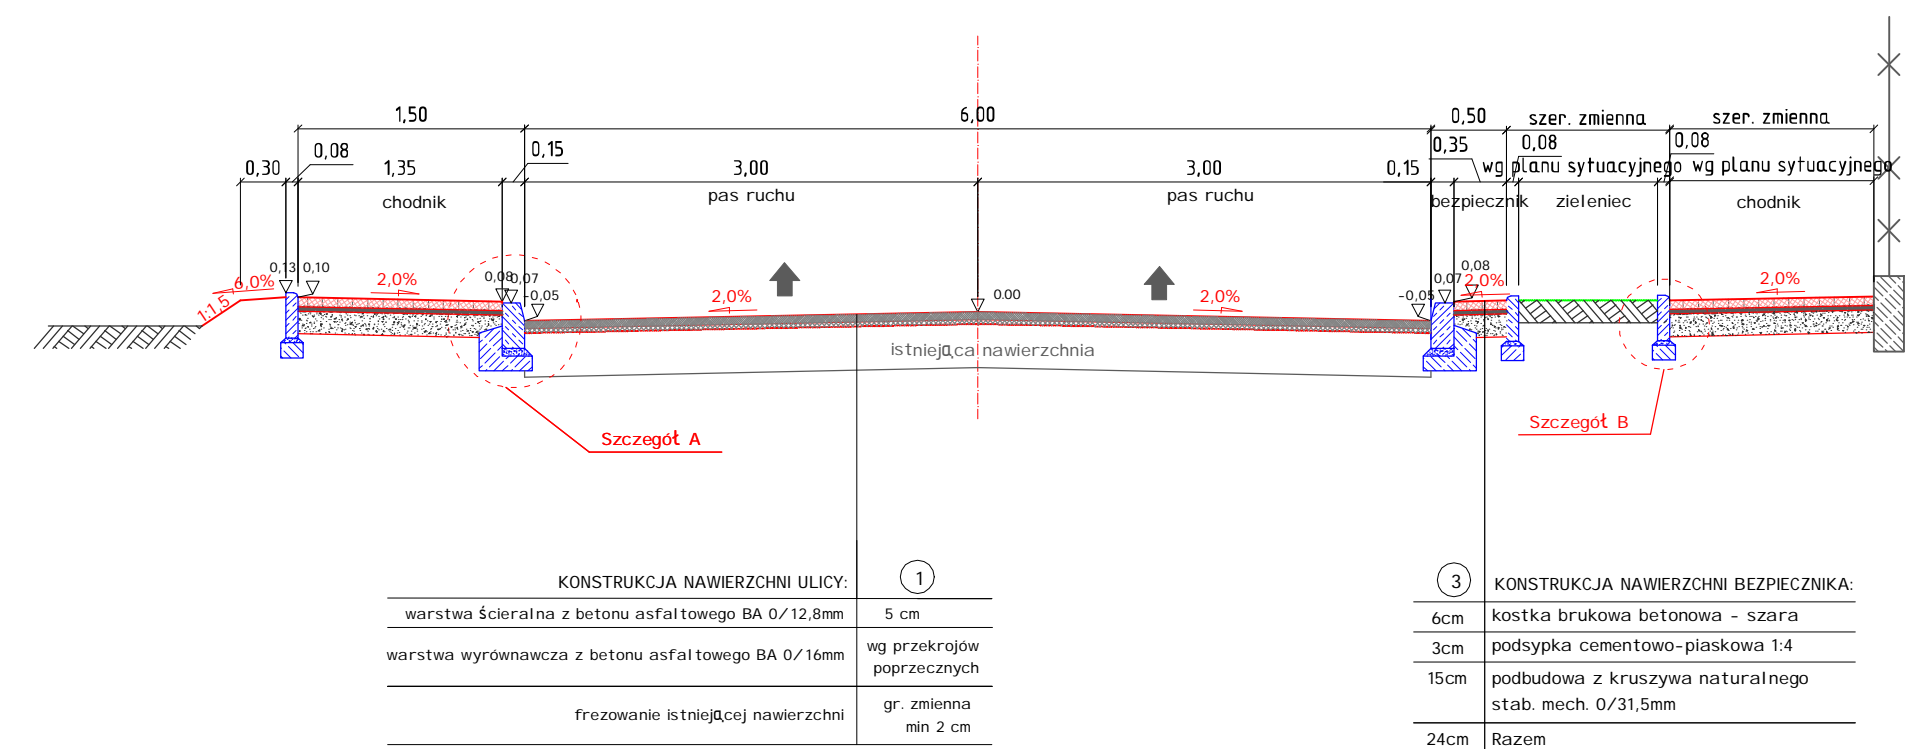 1,50
6,00
0,50
szer. zmienna
szer. zmienna
0,30
0,08
1,35
0,15
3,00
3,00
0,15
0,35
0,08
0,08
wg planu sytuacyjnego
wg planu sytuacyjnego
chodnik
pas ruchu
pas ruchu
bezpiecznik
zieleniec
chodnik
0,13
0,10
6,0%
1:1,5
2,0%
0,08
0,07
-0,05
2,0%
0.00
2,0%
-0,05
0,07
0,08
2,0%
2,0%
istniejąca nawierzchnia
Szczegół A
Szczegół B
KONSTRUKCJA NAWIERZCHNI ULICY: 1
warstwa ścieralna z betonu asfaltowego BA 0/12,8mm 5 cm
warstwa wyrównawcza z betonu asfaltowego BA 0/16mm wg przekrojów
poprzecznych
frezowanie istniejącej nawierzchni gr. zmienna
min 2 cm
3 KONSTRUKCJA NAWIERZCHNI BEZPIECZNIKA:
6cm kostka brukowa betonowa - szara
3cm podsypka cementowo-piaskowa 1:4
15cm podbudowa z kruszywa naturalnego
stab. mech. 0/31,5mm
24cm Razem